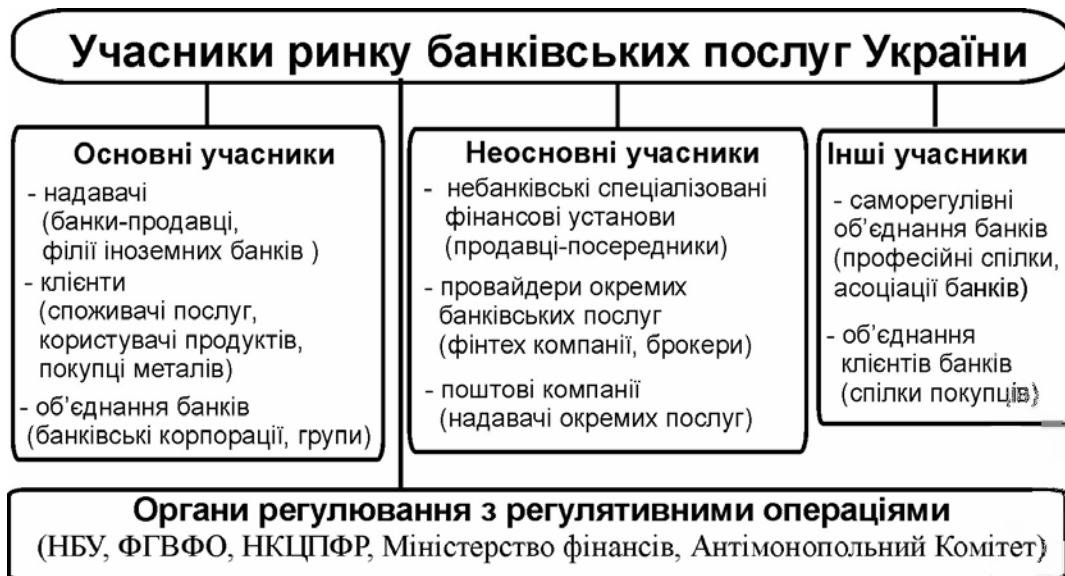 Учасники ринку банківських послуг України
Основні учасники
- надавачі
(банки-продавці,
філії іноземних банків )
- клієнти
(споживачі послуг,
користувачі продуктів,
покупці металів)
- об’єднання банків
(банківські корпорації, групи)
Неосновні учасники
- небанківські спеціалізовані
фінансові установи
(продавці-посередники)
- провайдери окремих
банківських послуг
(фінтех компанії, брокери)
- поштові компанії
(надавачі окремих послуг)
Інші учасники
- саморегулівні
об’єднання банків
(професійні спілки,
асоціації банків)
- об’єднання
клієнтів банків
(спілки покупців)
Органи регулювання з регулятивними операціями
(НБУ, ФГВФО, НКЦПФР, Міністерство фінансів, Антімонопольний Комітет)